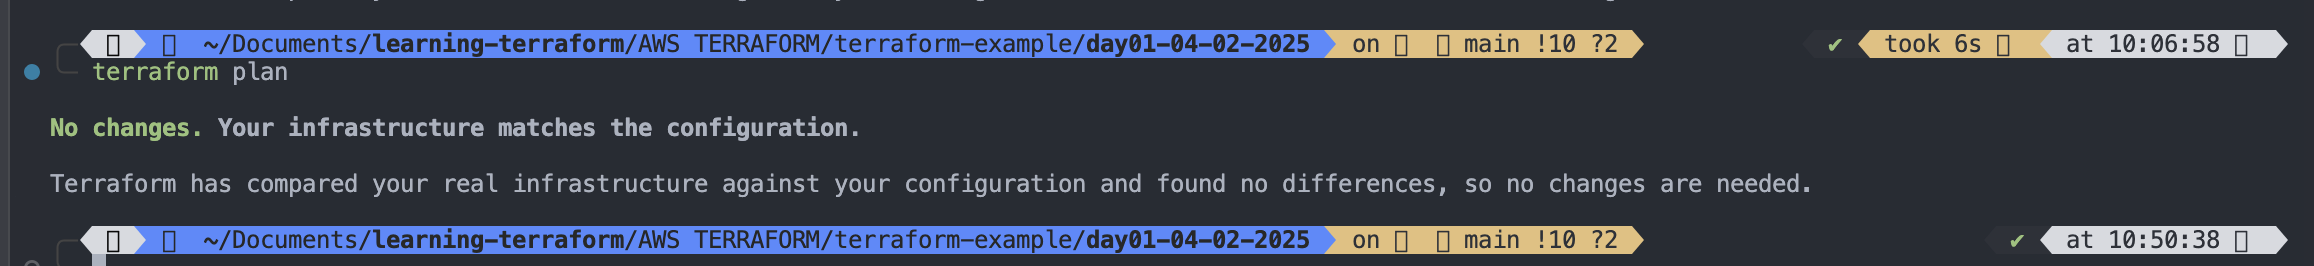 ~/Documents/learning-terraform/AWS TERRAFORM/terraform-example/day01-04-02-2025 on main !10 ?2 ✔ took 6s at 10:06:58
terraform plan
No changes. Your infrastructure matches the configuration.
Terraform has compared your real infrastructure against your configuration and found no differences, so no changes are needed.
~/Documents/learning-terraform/AWS TERRAFORM/terraform-example/day01-04-02-2025 on main !10 ?2 ✔ at 10:50:38